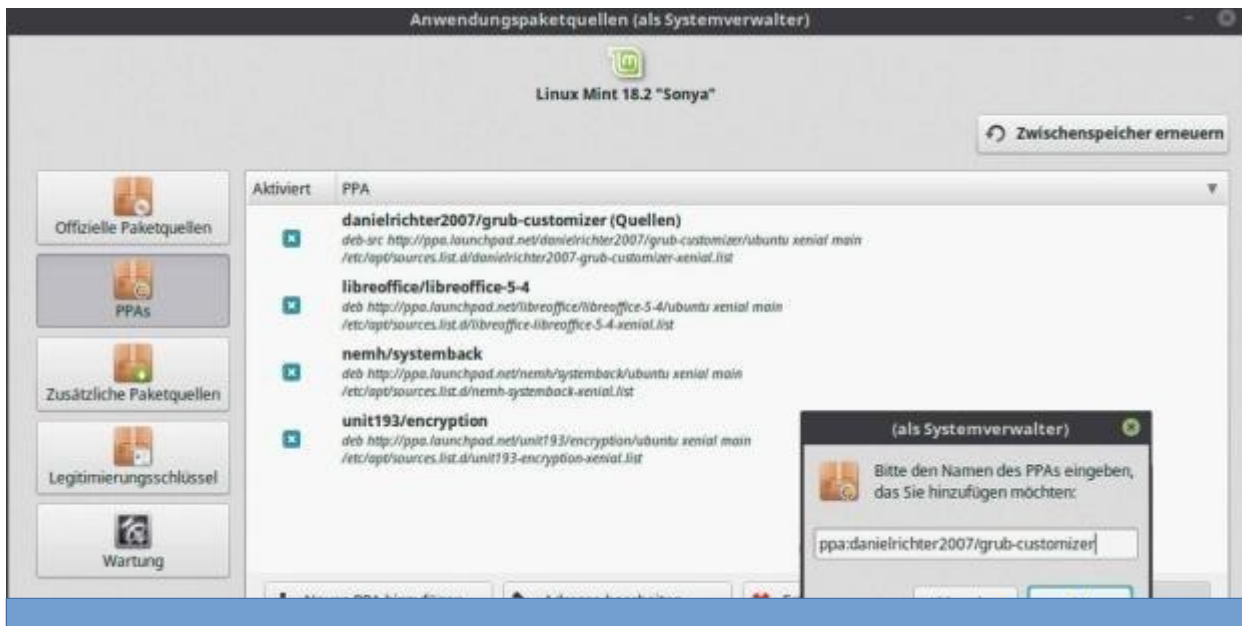 Anwendungspaketquellen (als Systemverwalter)
Linux Mint 18.2 "Sonya"
Zwischenspeicher erneuern
Offizielle Paketquellen
PPAs
Zusätzliche Paketquellen
Legitimierungsschlüssel
Wartung
Aktiviert PPA
danielrichter2007/grub-customizer (Quellen)
deb-src http://ppa.launchpad.net/danielrichter2007/grub-customizer/ubuntu xenial main
/etc/apt/sources.list.d/danielrichter2007-grub-customizer-xenial.list
libreoffice/libreoffice-5-4
deb http://ppa.launchpad.net/libreoffice/libreoffice-5-4/ubuntu xenial main
/etc/apt/sources.list.d/libreoffice-libreoffice-5-4-xenial.list
nemh/systemback
deb http://ppa.launchpad.net/nemh/systemback/ubuntu xenial main
/etc/apt/sources.list.d/nemh-systemback-xenial.list
unit193/encryption
deb http://ppa.launchpad.net/unit193/encryption/ubuntu xenial main
/etc/apt/sources.list.d/unit193-encryption-xenial.list
(als Systemverwalter)
Bitte den Namen des PPAs eingeben,
das Sie hinzufügen möchten:
ppa:danielrichter2007/grub-customizer